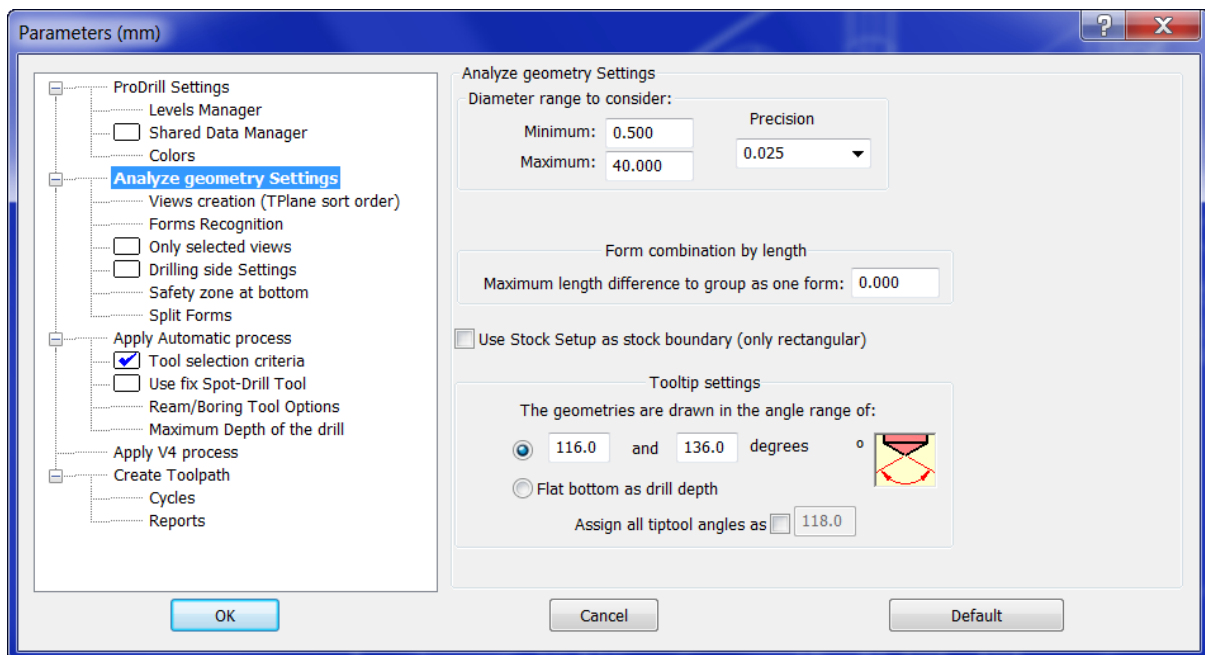 Parameters (mm)
?
X
ProDrill Settings
Levels Manager
Shared Data Manager
Colors
Analyze geometry Settings
Views creation (TPlane sort order)
Forms Recognition
Only selected views
Drilling side Settings
Safety zone at bottom
Split Forms
Apply Automatic process
Tool selection criteria
Use fix Spot-Drill Tool
Ream/Boring Tool Options
Maximum Depth of the drill
Apply V4 process
Create Toolpath
Cycles
Reports
Analyze geometry Settings
Diameter range to consider:
Minimum: 0.500
Maximum: 40.000
Precision
0.025
Form combination by length
Maximum length difference to group as one form: 0.000
Use Stock Setup as stock boundary (only rectangular)
Tooltip settings
The geometries are drawn in the angle range of:
116.0 and 136.0 degrees º
Flat bottom as drill depth
Assign all tiptool angles as 118.0
OK
Cancel
Default